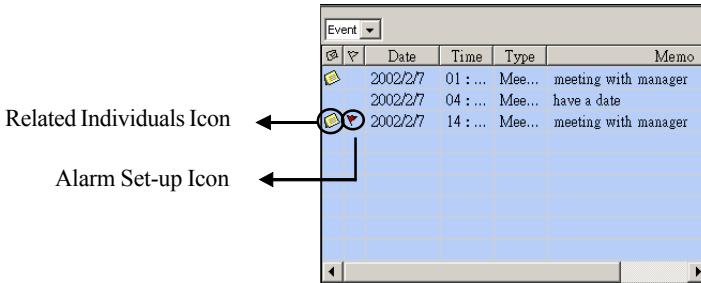 Event
Date Time Type Memo
2002/2/7 01 : ... Mee... meeting with manager
2002/2/7 04 : ... Mee... have a date
Related Individuals Icon 2002/2/7 14 : ... Mee... meeting with manager
Alarm Set-up Icon